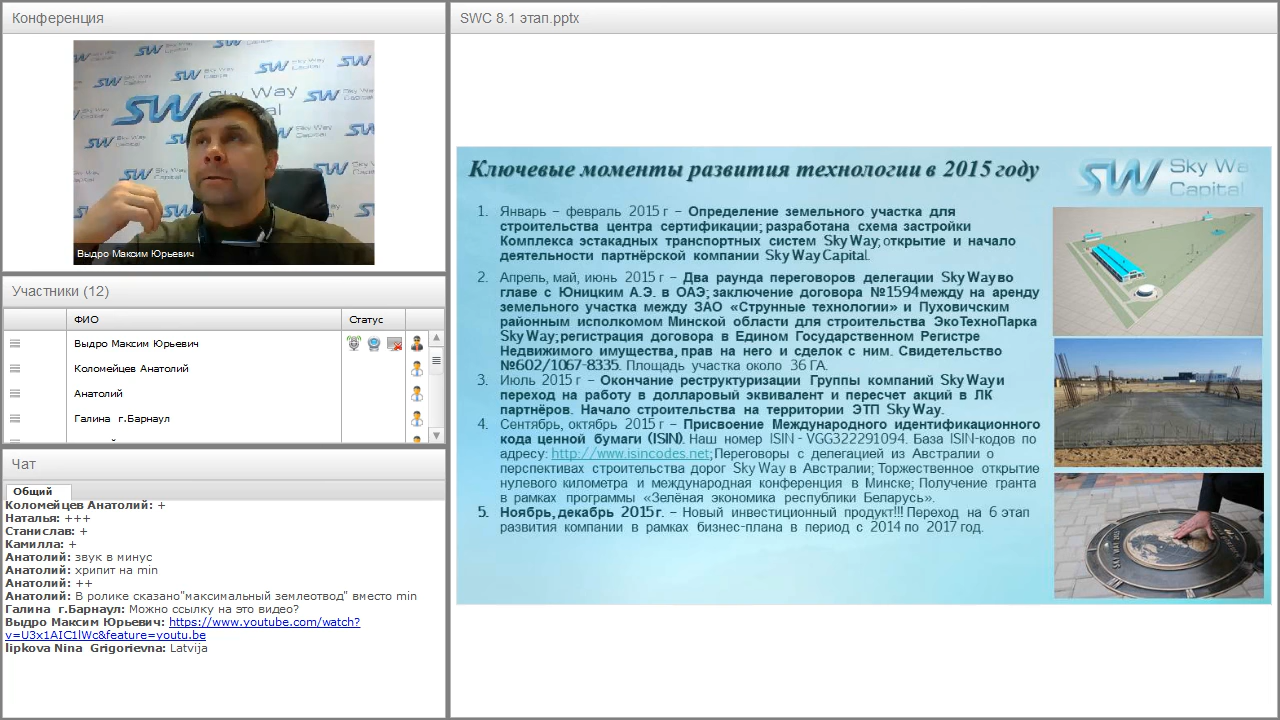 Конференция
SWC 8.1 этап.pptx
SW Sky Way
Capital
Выдро Максим Юрьевич
Участники (12)
ФИО
Статус
Выдро Максим Юрьевич
Коломейцев Анатолий
Анатолий
Галина г.Барнаул
Чат
Общий
Коломейцев Анатолий: +
Наталья: +++
Станислав: +
Камилла: +
Анатолий: звук в минус
Анатолий: хрипит на min
Анатолий: ++
Анатолий: В ролике сказано"максимальный землеотвод" вместо min
Галина г.Барнаул: Можно ссылку на это видео?
Выдро Максим Юрьевич: https://www.youtube.com/watch?
v=U3x1AIC1lWc&feature=youtu.be
lipkova Nina Grigorievna: Latvija
Ключевые моменты развития технологии в 2015 году
SW Sky Wa
Capital
1. Январь – февраль 2015 г – Определение земельного участка для
строительства центра сертификации; разработана схема застройки
Комплекса эстакадных транспортных систем Sky Way; открытие и начало
деятельности партнёрской компании Sky Way Capital.
2. Апрель, май, июнь 2015 г – Два раунда переговоров делегации Sky Way во
главе с Юницким А.Э. в ОАЭ; заключение договора №1594 между на аренду
земельного участка между ЗАО «Струнные технологии» и Пуховичским
районным исполкомом Минской области для строительства ЭкоТехноПарка
Sky Way; регистрация договора в Едином Государственном Регистре
Недвижимого имущества, прав на него и сделок с ним. Свидетельство
№602/1067-8335. Площадь участка около 36 ГА.
3. Июль 2015 г – Окончание реструктуризации Группы компаний Sky Way и
переход на работу в долларовый эквивалент и пересчет акций в ЛК
партнёров. Начало строительства на территории ЭТП Sky Way.
4. Сентябрь, октябрь 2015 г – Присвоение Международного идентификационного
кода ценной бумаги (ISIN). Наш номер ISIN - VGG322291094. База ISIN-кодов по
адресу: http://www.isincodes.net; Переговоры с делегацией из Австралии о
перспективах строительства дорог Sky Way в Австралии; Торжественное открытие
нулевого километра и международная конференция в Минске; Получение гранта
в рамках программы «Зелёная экономика республики Беларусь».
5. Ноябрь, декабрь 2015 г. – Новый инвестиционный продукт!!! Переход на 6 этап
развития компании в рамках бизнес-плана в период с 2014 по 2017 год.